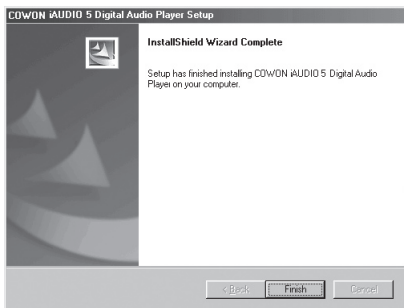 COWON iAUDIO 5 Digital Audio Player Setup
InstallShield Wizard Complete
Setup has finished installing COWON iAUDIO 5 Digital Audio
Player on your computer.
< Back Finish Cancel